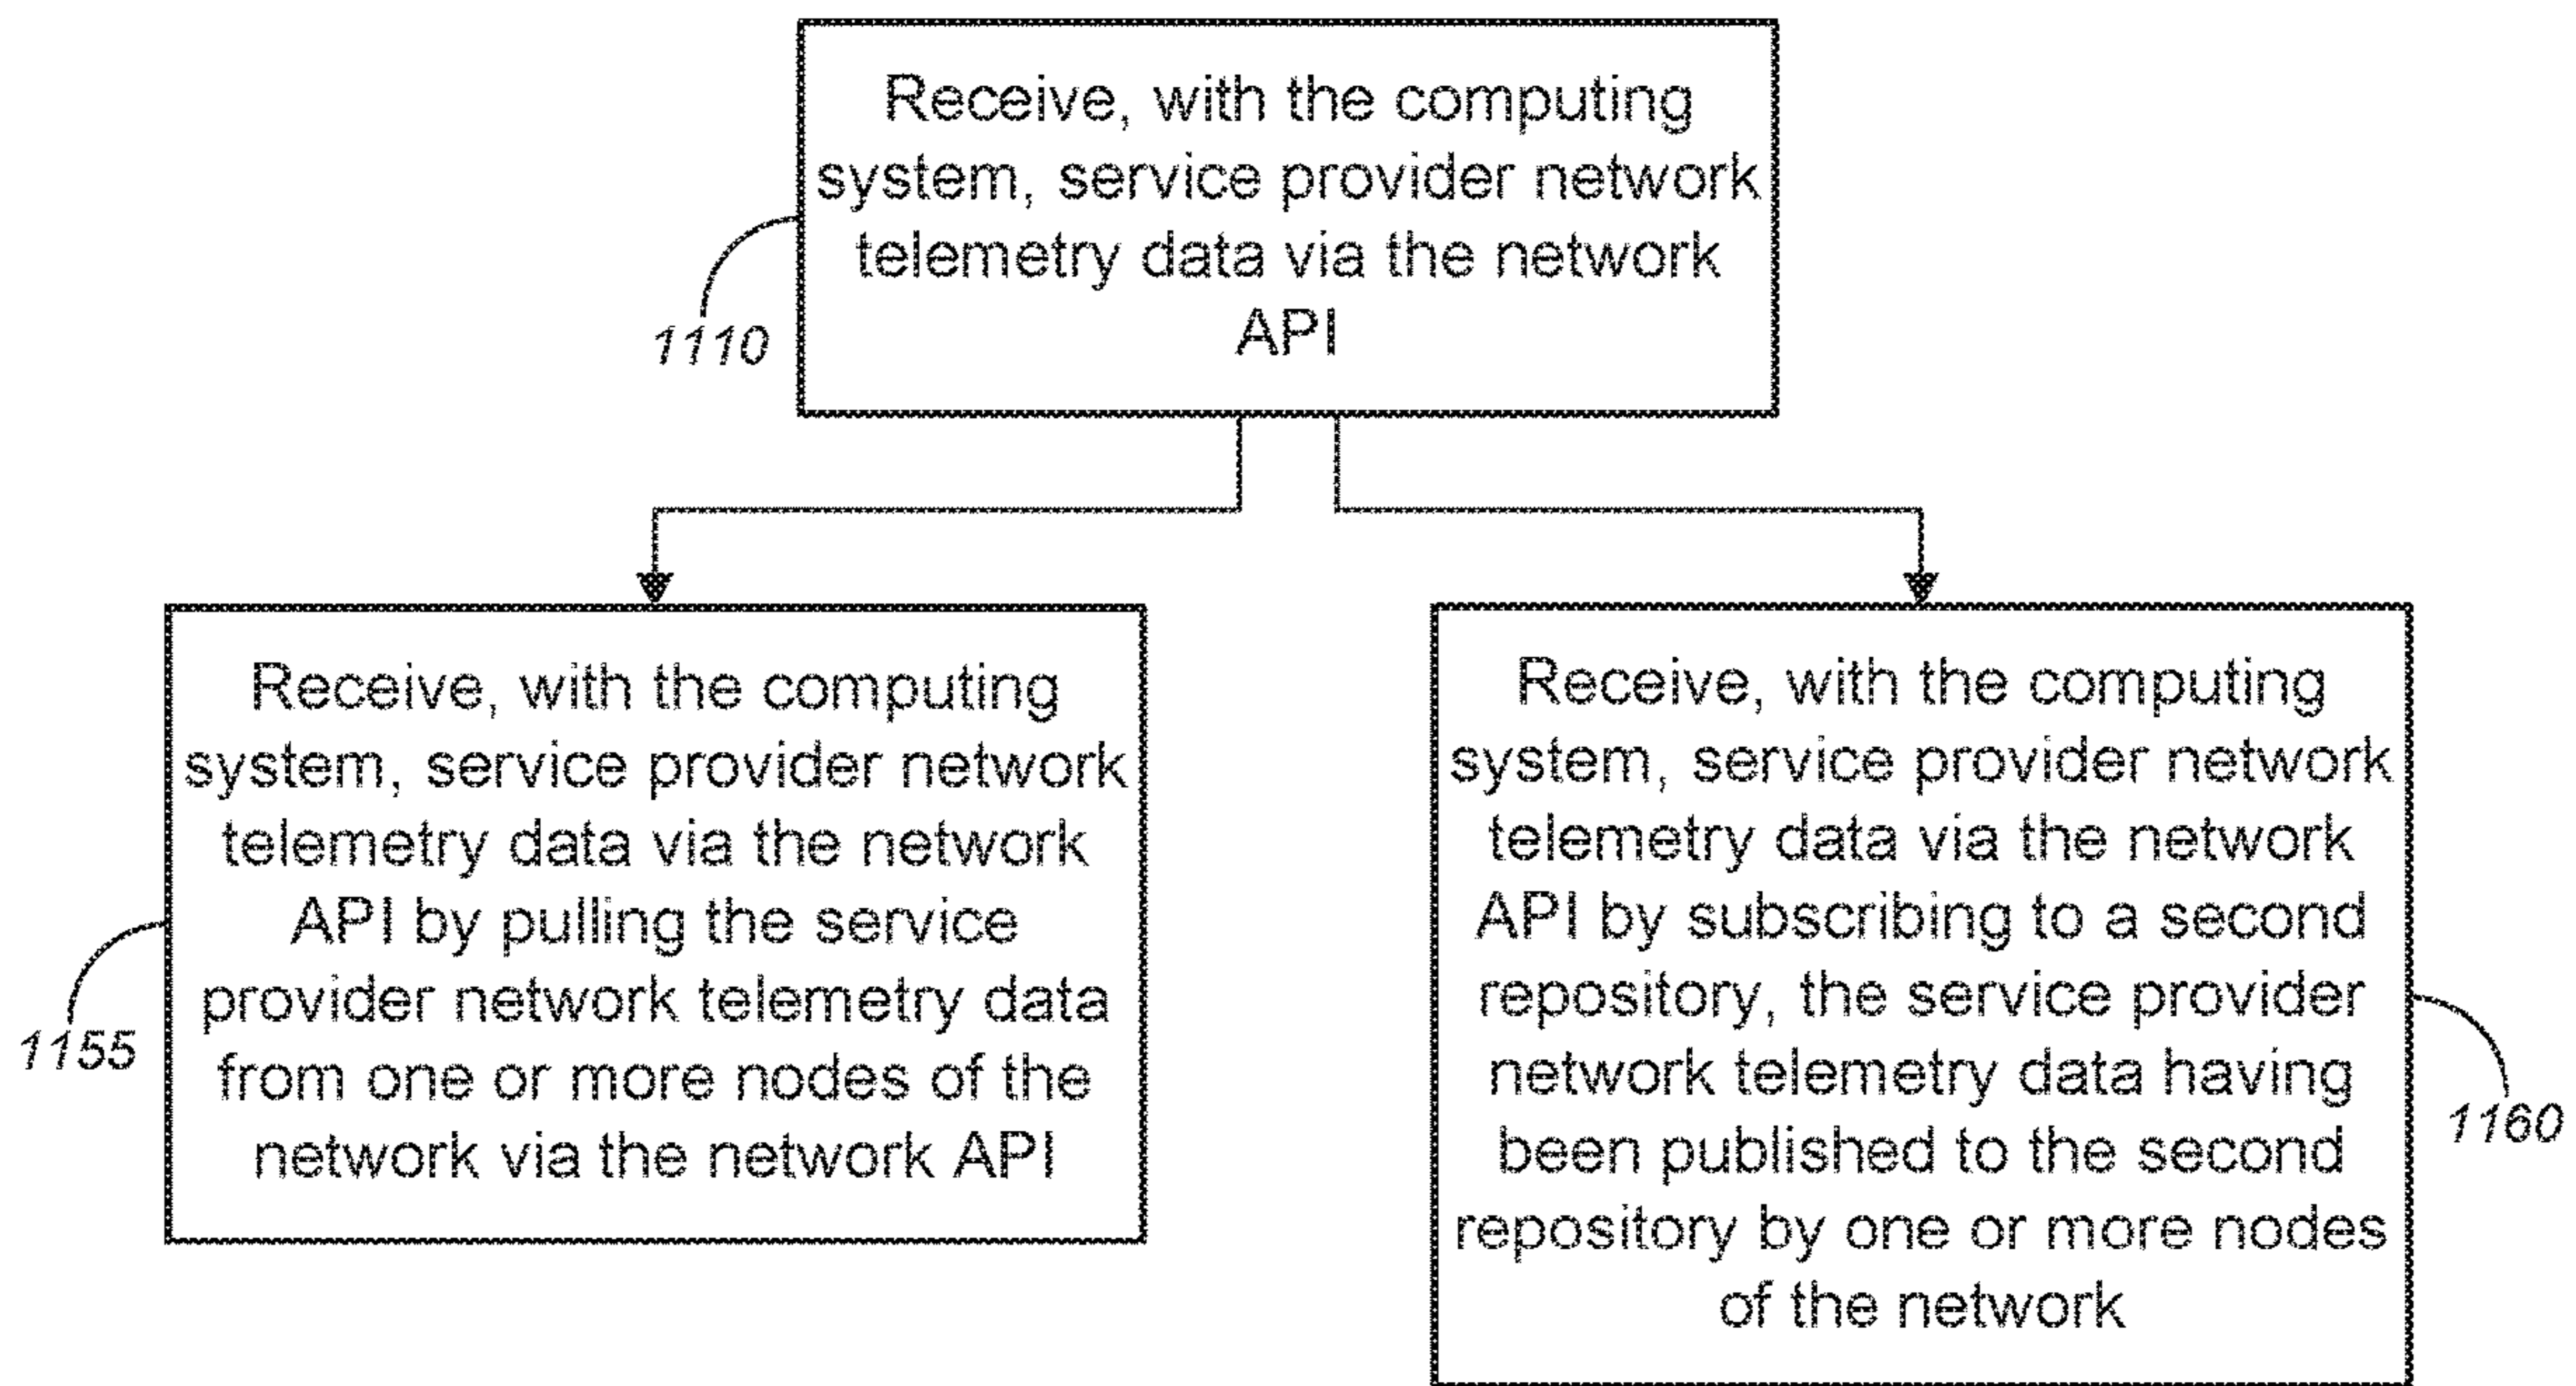 Receive, with the computing
system, service provider network
telemetry data via the network
API
1110
Receive, with the computing
system, service provider network
telemetry data via the network
API by pulling the service
provider network telemetry data
from one or more nodes of the
network via the network API
1155
Receive, with the computing
system, service provider network
telemetry data via the network
API by subscribing to a second
repository, the service provider
network telemetry data having
been published to the second
repository by one or more nodes
of the network
1160